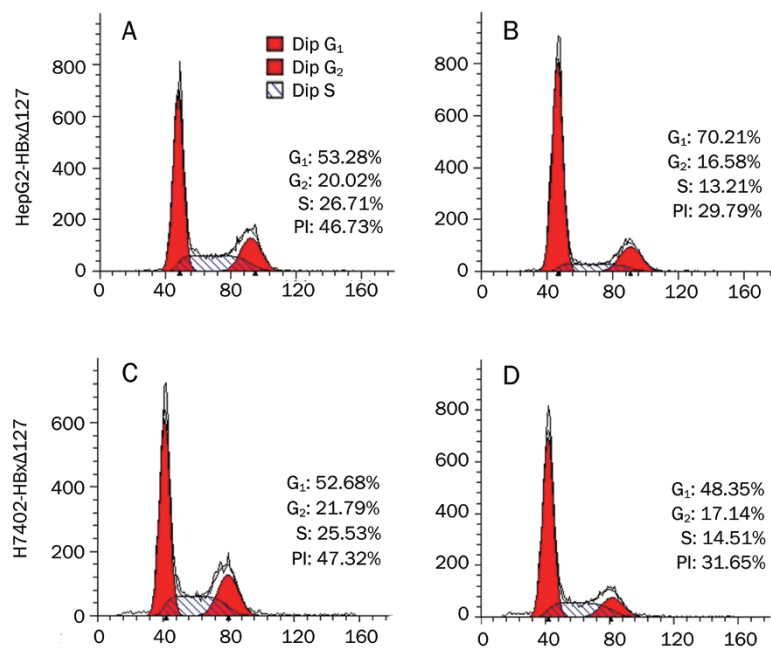 A
Dip G₁
Dip G₂
Dip S
HepG2-HBxΔ127
800
600
400
200
0
G₁: 53.28%
G₂: 20.02%
S: 26.71%
PI: 46.73%
0 40 80 120 160
B
800
600
400
200
0
G₁: 70.21%
G₂: 16.58%
S: 13.21%
PI: 29.79%
0 40 80 120 160
C
H7402-HBxΔ127
600
400
200
0
G₁: 52.68%
G₂: 21.79%
S: 25.53%
PI: 47.32%
0 40 80 120 160
D
800
600
400
200
0
G₁: 48.35%
G₂: 17.14%
S: 14.51%
PI: 31.65%
0 40 80 120 160